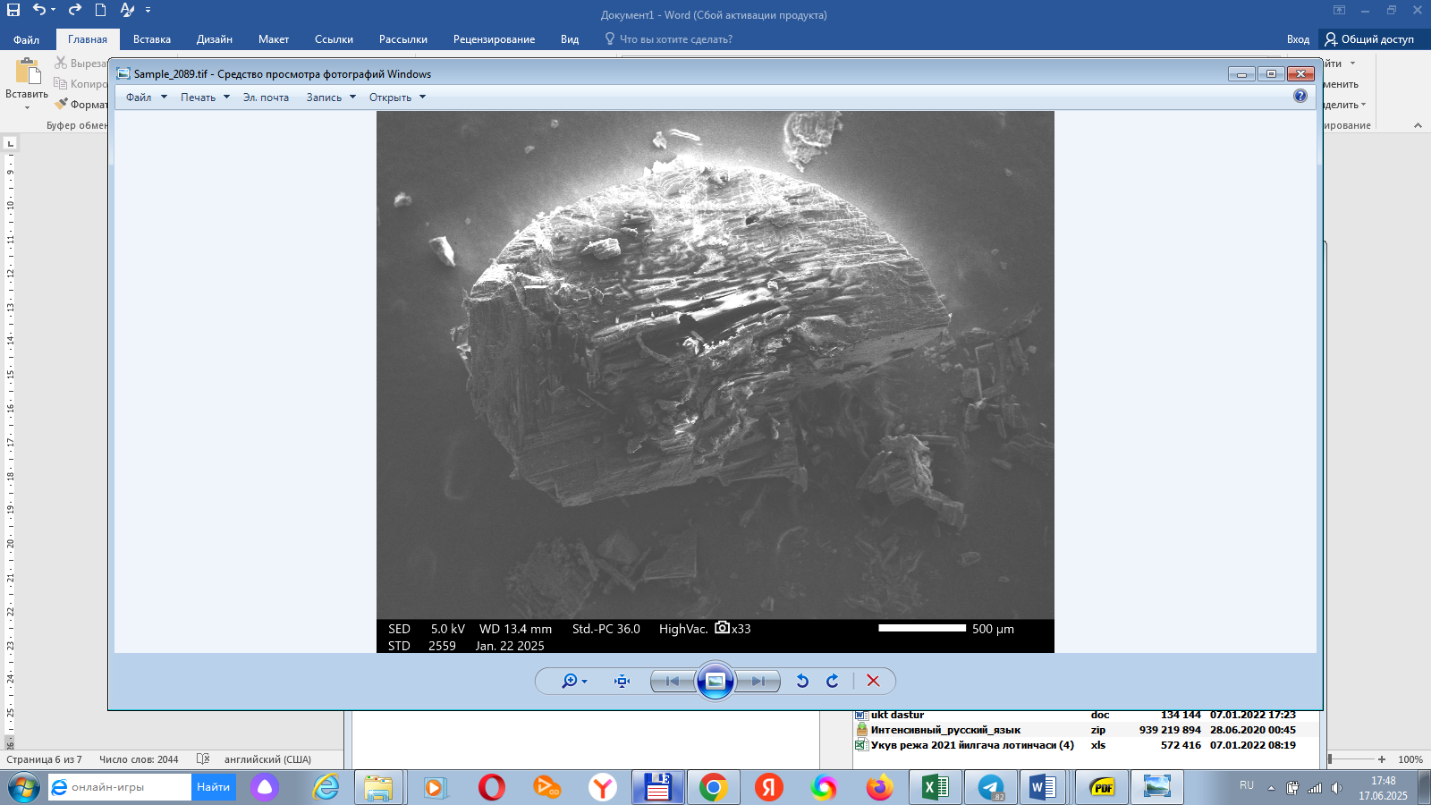 Документ1 - Word (Сбой активации продукта)
Файл Главная Вставка Дизайн Макет Ссылки Рассылки Рецензирование Вид Что вы хотите сделать? Вход Общий доступ
Вставить
Буфер обмен
Sample_2089.tif - Средство просмотра фотографий Windows
Файл Печать Эл. почта Запись Открыть
SED 5.0 kV WD 13.4 mm Std.-PC 36.0 HighVac. x33 500 µm
STD 2559 Jan. 22 2025
ukt dastur doc 134 144 07.01.2022 17:23
Интенсивный_русский_язык zip 939 219 894 28.06.2020 00:45
Укув режа 2021 йилгача лотинчаси (4) xls 572 416 07.01.2022 08:19
Страница 6 из 7 Число слов: 2044 английский (США) 100%
онлайн-игры Найти RU 17:48
17.06.2025